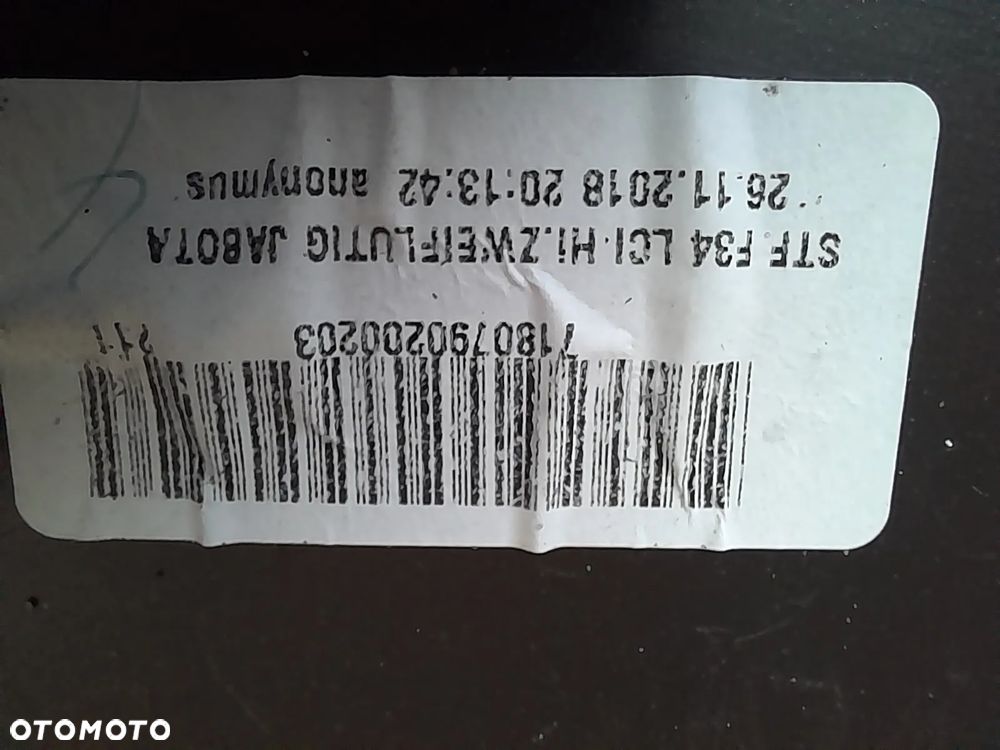 7180790200203
STF F34 LCI Hi.ZWEIFLUTIG JABOTA
26.11.2018 20:13:42 anonymus
OTOMOTO